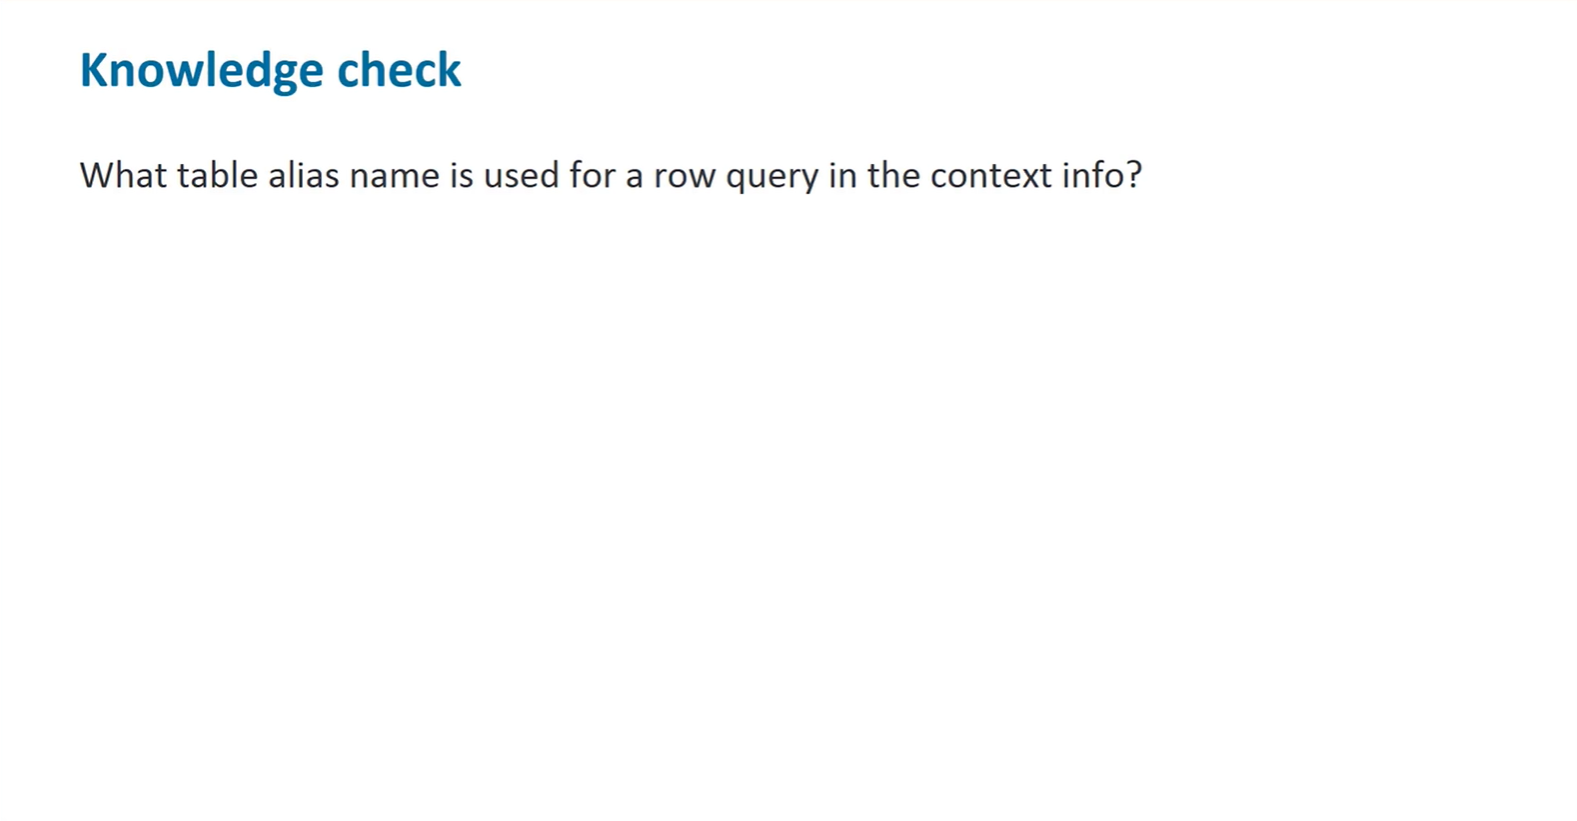 Knowledge check
What table alias name is used for a row query in the context info?